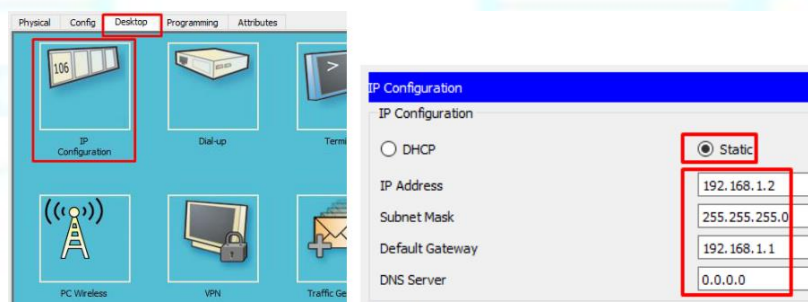 Physical Config Desktop Programming Attributes
106
IP Configuration
Dial-up
PC Wireless
VPN
IP Configuration
IP Configuration
DHCP
Static
IP Address
192.168.1.2
Subnet Mask
255.255.255.0
Default Gateway
192.168.1.1
DNS Server
0.0.0.0